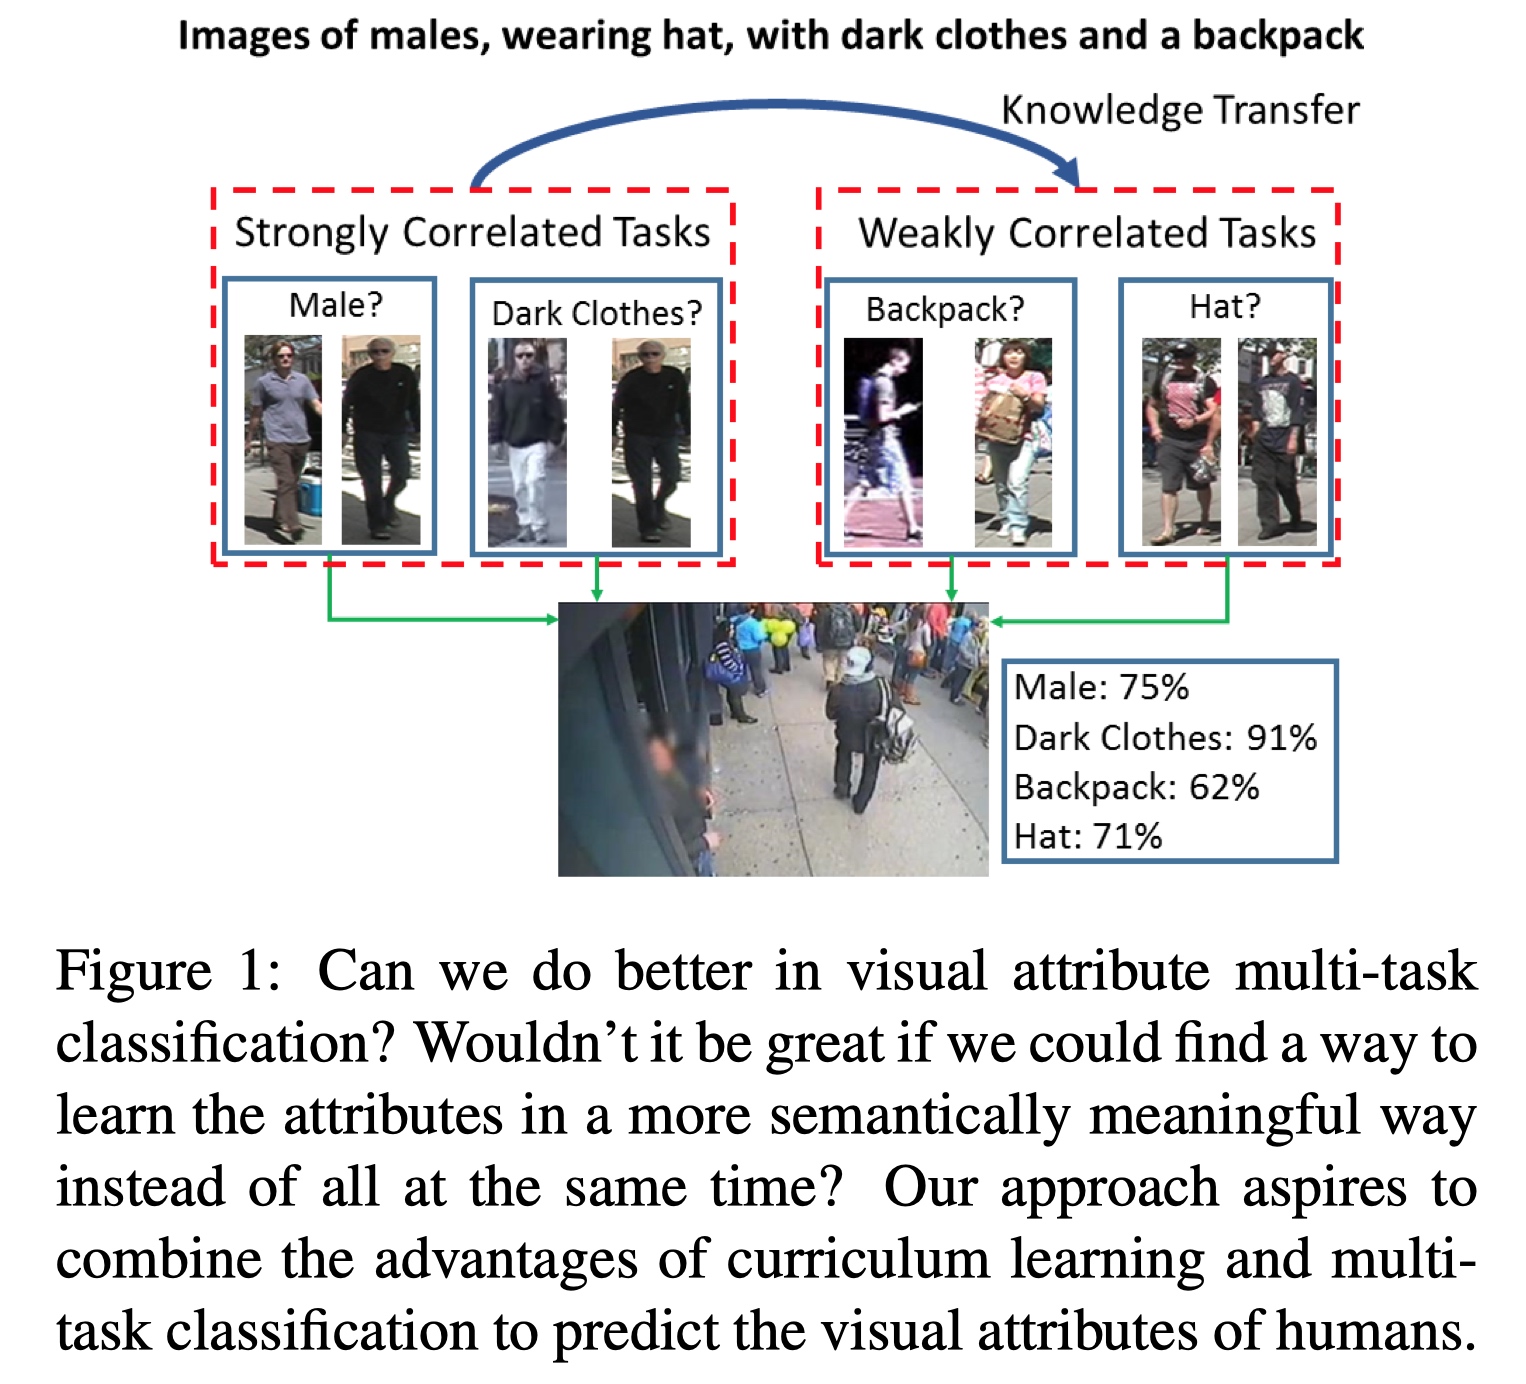 Images of males, wearing hat, with dark clothes and a backpack
Knowledge Transfer
Strongly Correlated Tasks
Weakly Correlated Tasks
Male?
Dark Clothes?
Backpack?
Hat?
Male: 75%
Dark Clothes: 91%
Backpack: 62%
Hat: 71%
Figure 1: Can we do better in visual attribute multi-task
classification? Wouldn’t it be great if we could find a way to
learn the attributes in a more semantically meaningful way
instead of all at the same time? Our approach aspires to
combine the advantages of curriculum learning and multi-
task classification to predict the visual attributes of humans.